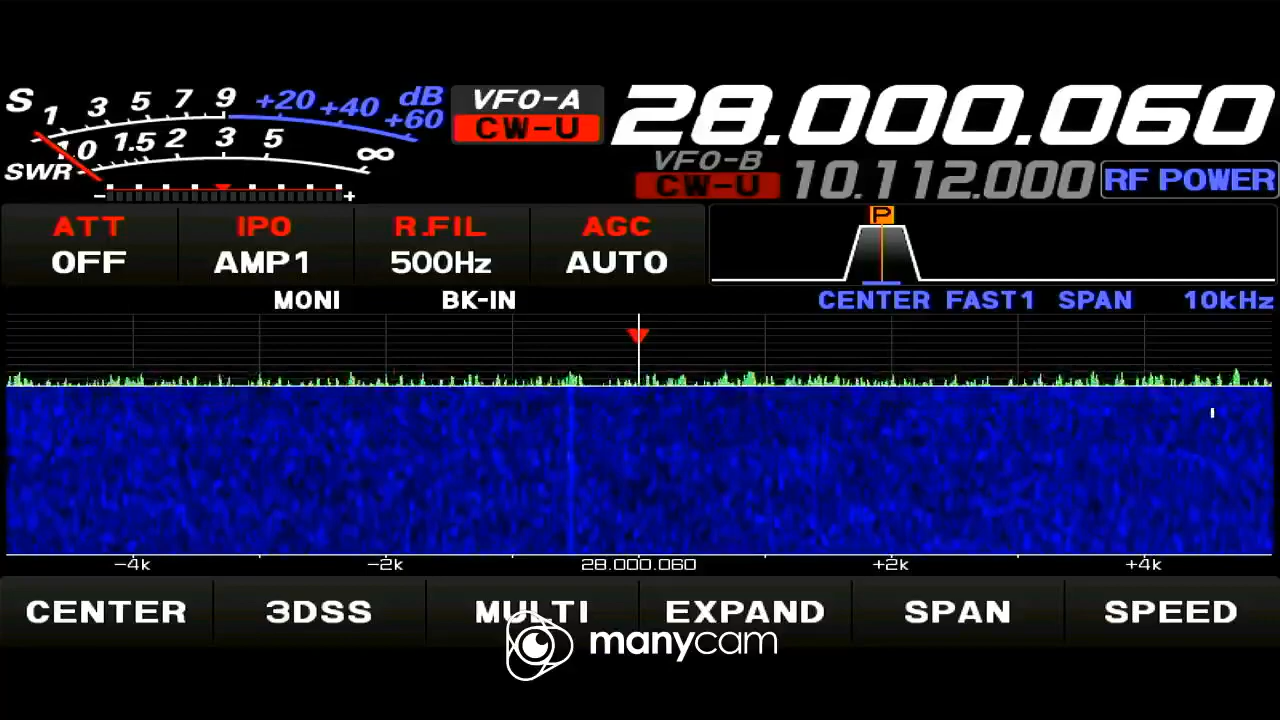 S 1 3 5 7 9 +20 +40 +60 dB
SWR 1.0 1.5 2 3 5 ∞
− +
VFO-A
CW-U
28.000.060
VFO-B
CW-U
10.112.000
RF POWER
ATT IPO R.FIL AGC
OFF AMP1 500Hz AUTO
P
MONI BK-IN
CENTER FAST1 SPAN 10kHz
-4k -2k 28.000.060 +2k +4k
CENTER 3DSS MULTI EXPAND SPAN SPEED
manycam